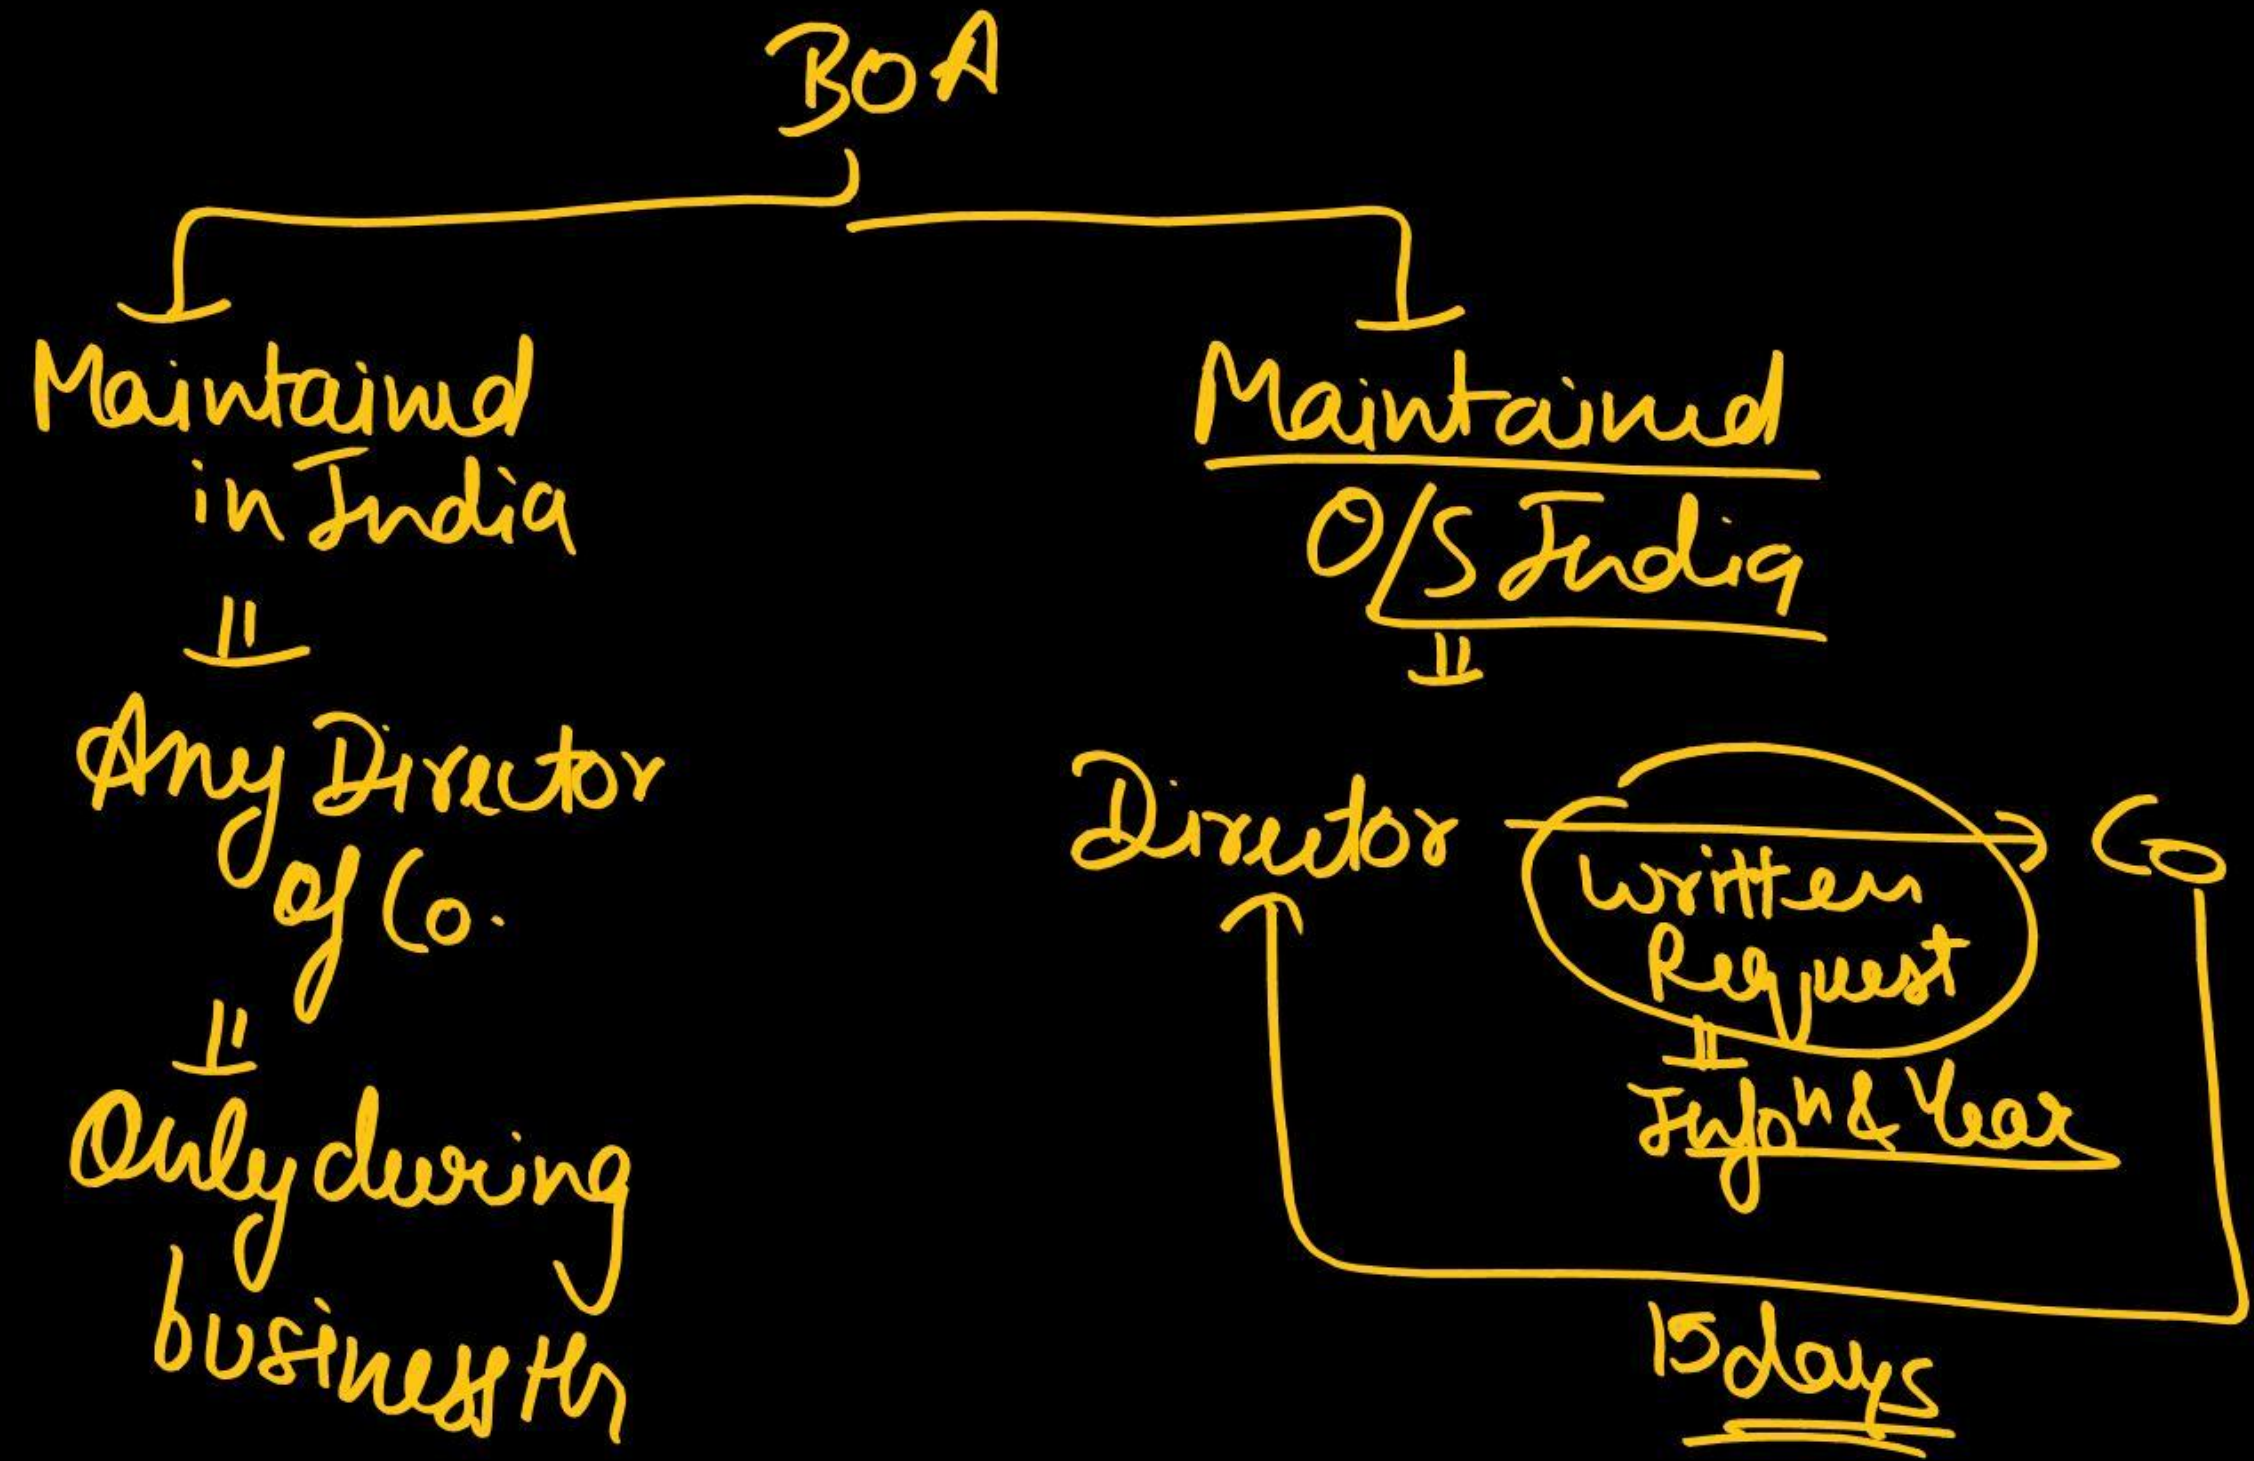 BOA
Maintained
in India
Any Director
of Co.
Only during
business Hr
Maintained
O/S India
Director
Written
Request
Infoⁿ & Year
Co
15 days